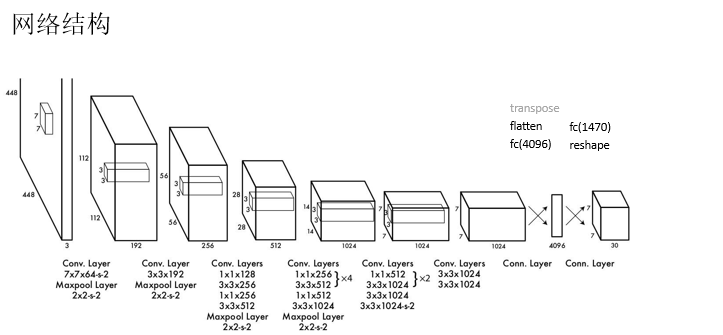 网络结构
448
7
7
448
3
112
3
3
112
192
56
3
3
56
256
28
3
3
28
512
14
3
3
14
1024
7
3
3
7
1024
7
7
1024
4096
7
7
30
transpose
flatten fc(1470)
fc(4096) reshape
Conv. Layer
7x7x64-s-2
Maxpool Layer
2x2-s-2
Conv. Layer
3x3x192
Maxpool Layer
2x2-s-2
Conv. Layers
1x1x128
3x3x256
1x1x256
3x3x512
Maxpool Layer
2x2-s-2
Conv. Layers
1x1x256
3x3x512 }×4
1x1x512
3x3x1024
Maxpool Layer
2x2-s-2
Conv. Layers
1x1x512
3x3x1024 }×2
3x3x1024
3x3x1024-s-2
Conv. Layers
3x3x1024
3x3x1024
Conn. Layer
Conn. Layer